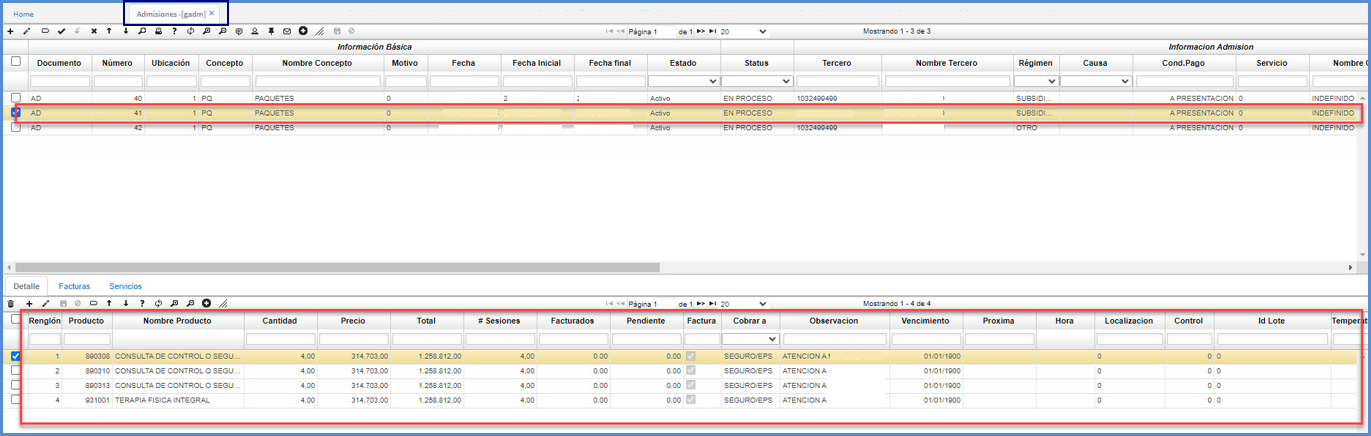 Home Admisiones -[gadm] ×
Página 1 de 1 20 Mostrando 1 - 3 de 3
Información Básica Informacion Admision
Documento Número Ubicación Concepto Nombre Concepto Motivo Fecha Fecha Inicial Fecha final Estado Status Tercero Nombre Tercero Régimen Causa Cond.Pago Servicio Nombre C
AD 40 1 PQ PAQUETES 0 2 2 Activo EN PROCESO 1032499499 SUBSIDI... A PRESENTACION 0 INDEFINIDO
AD 41 1 PQ PAQUETES 0 Activo EN PROCESO SUBSIDI... A PRESENTACION 0 INDEFINIDO
AD 42 1 PQ PAQUETES 0 Activo EN PROCESO 1032499499 OTRO A PRESENTACION 0 INDEFINIDO
Detalle Facturas Servicios
Página 1 de 1 20 Mostrando 1 - 4 de 4
Renglón Producto Nombre Producto Cantidad Precio Total # Sesiones Facturados Pendiente Factura Cobrar a Observacion Vencimiento Proxima Hora Localizacion Control Id Lote Temperat
1 890308 CONSULTA DE CONTROL O SEGU... 4,00 314.703,00 1.258.812,00 4,00 0.00 0.00 SEGURO/EPS ATENCION A 01/01/1900 0 0 0
2 890310 CONSULTA DE CONTROL O SEGU... 4,00 314.703,00 1.258.812,00 4,00 0.00 0.00 SEGURO/EPS ATENCION A 01/01/1900 0 0 0
3 890313 CONSULTA DE CONTROL O SEGU... 4,00 314.703,00 1.258.812,00 4,00 0.00 0.00 SEGURO/EPS ATENCION A 01/01/1900 0 0 0
4 931001 TERAPIA FISICA INTEGRAL 4,00 314.703,00 1.258.812,00 4,00 0.00 0.00 SEGURO/EPS ATENCION A 01/01/1900 0 0 0